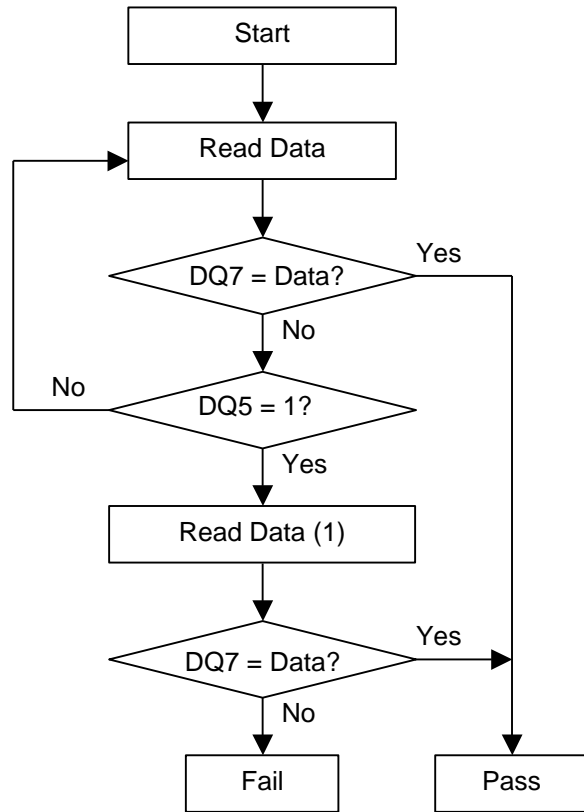 Start
Read Data
DQ7 = Data?
Yes
No
DQ5 = 1?
No
Yes
Read Data (1)
DQ7 = Data?
Yes
No
Fail
Pass